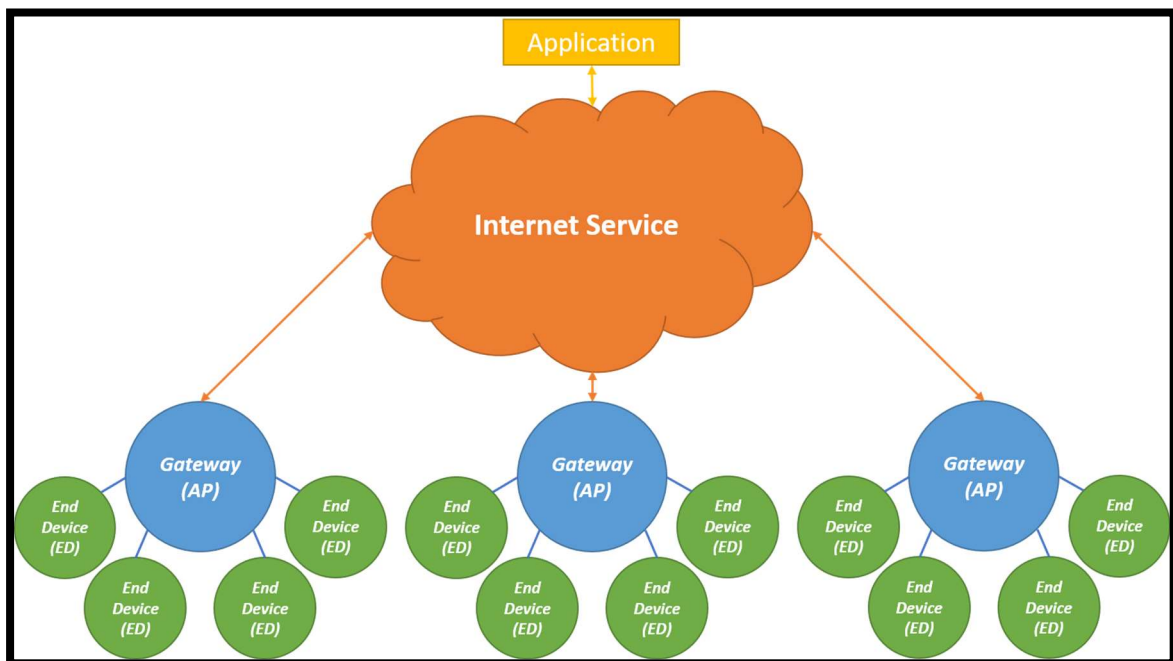 Application
Internet Service
Gateway
(AP)
End
Device
(ED)
End
Device
(ED)
End
Device
(ED)
End
Device
(ED)
Gateway
(AP)
End
Device
(ED)
End
Device
(ED)
End
Device
(ED)
End
Device
(ED)
Gateway
(AP)
End
Device
(ED)
End
Device
(ED)
End
Device
(ED)
End
Device
(ED)